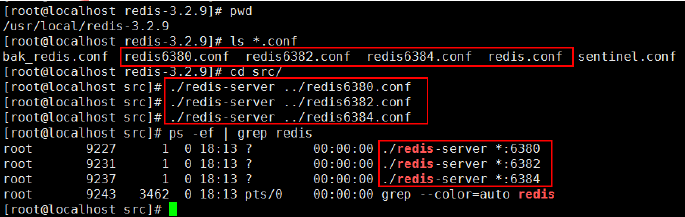 [root@localhost redis-3.2.9]# pwd
/usr/local/redis-3.2.9
[root@localhost redis-3.2.9]# ls *.conf
bak_redis.conf redis6380.conf redis6382.conf redis6384.conf redis.conf sentinel.conf
[root@localhost redis-3.2.9]# cd src/
[root@localhost src]# ./redis-server ../redis6380.conf
[root@localhost src]# ./redis-server ../redis6382.conf
[root@localhost src]# ./redis-server ../redis6384.conf
[root@localhost src]# ps -ef | grep redis
root 9227 1 0 18:13 ? 00:00:00 ./redis-server *:6380
root 9231 1 0 18:13 ? 00:00:00 ./redis-server *:6382
root 9237 1 0 18:13 ? 00:00:00 ./redis-server *:6384
root 9243 3462 0 18:13 pts/0 00:00:00 grep --color=auto redis
[root@localhost src]#